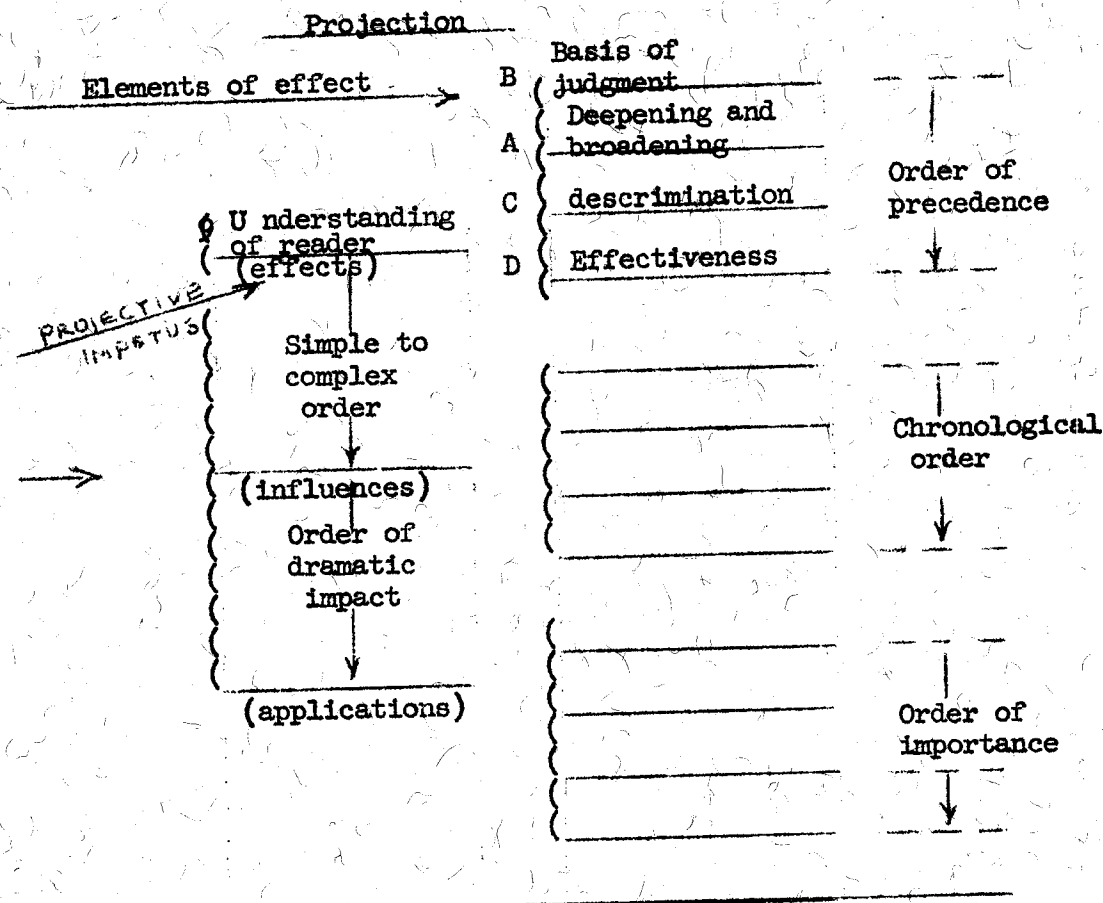 Projection
Elements of effect
B
Basis of
judgment
A
Deepening and
broadening
C
descrimination
D
Effectiveness
Order of
precedence
U nderstanding
of reader
(effects)
PROJECTIVE
IMPETUS
Simple to
complex
order
(influences)
Order of
dramatic
impact
(applications)
Chronological
order
Order of
importance